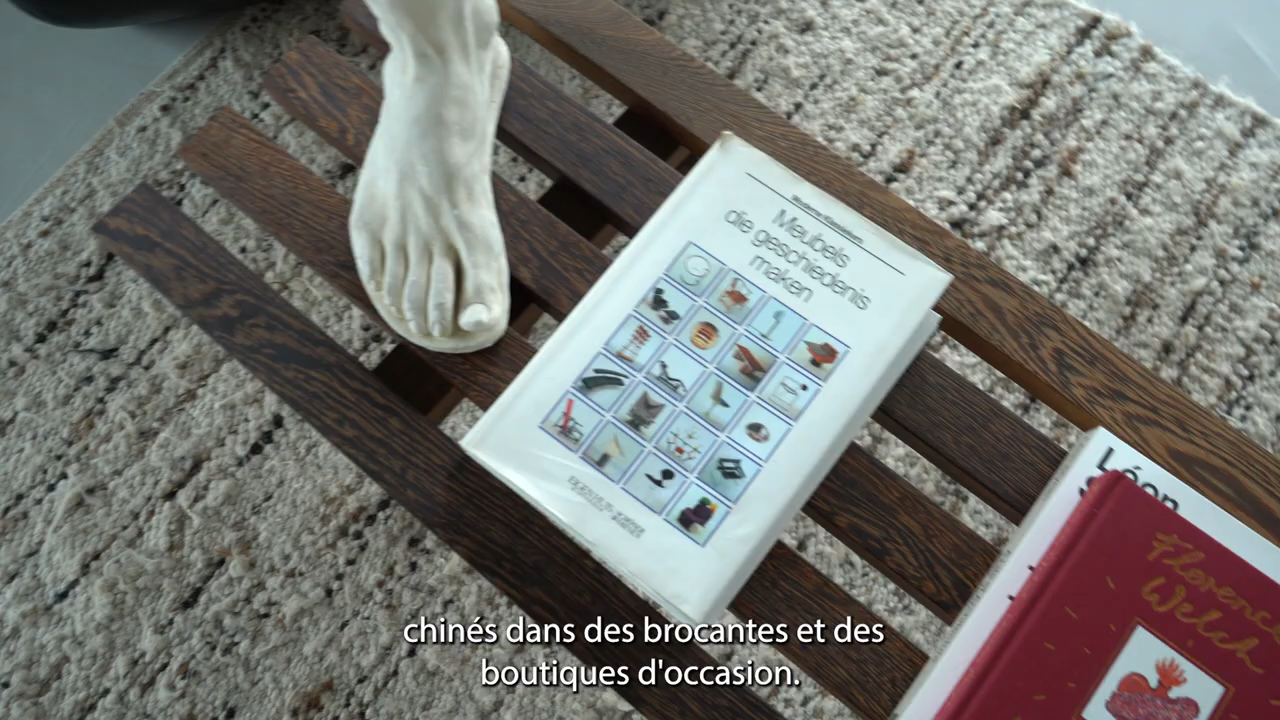 Meubels
die geschiedenis
maken
Léon
Florence
Welch
chinés dans des brocantes et des
boutiques d'occasion.